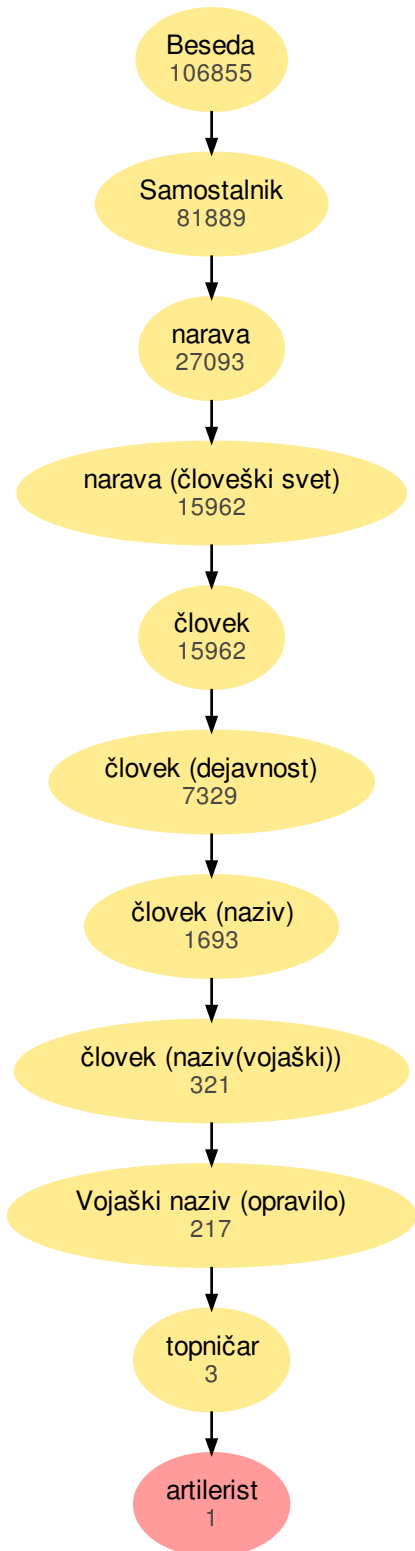 Beseda
106855
Samostalnik
81889
narava
27093
narava (človeški svet)
15962
človek
15962
človek (dejavnost)
7329
človek (naziv)
1693
človek (naziv(vojaški))
321
Vojaški naziv (opravilo)
217
topničar
3
artilerist
1